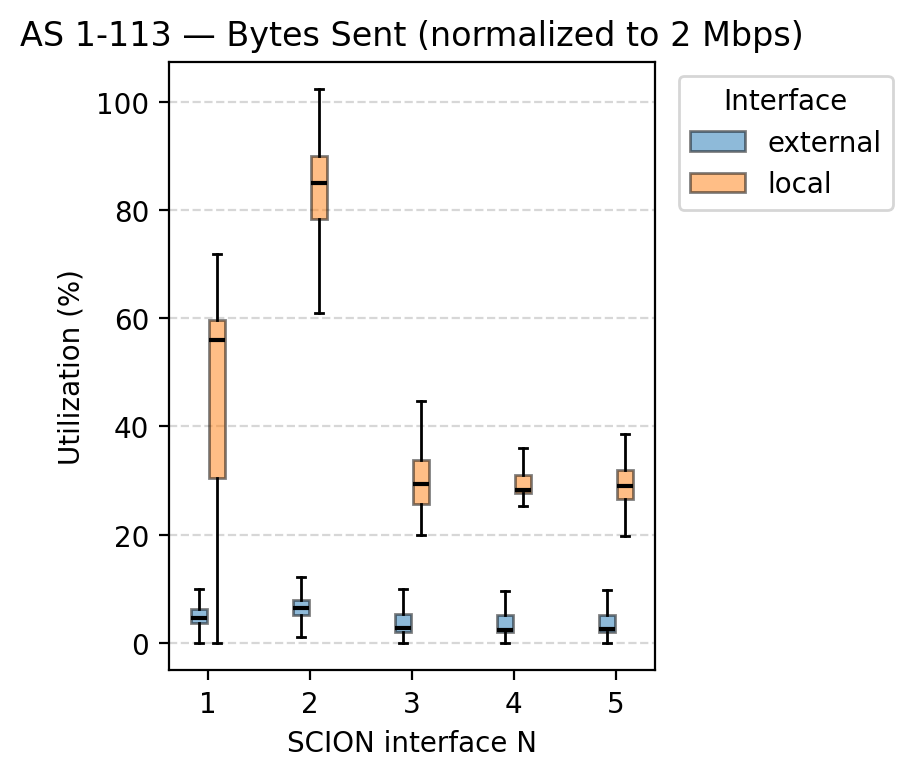 AS 1-113 — Bytes Sent (normalized to 2 Mbps)
Interface
external
local
Utilization (%)
100
80
60
40
20
0
1 2 3 4 5
SCION interface N